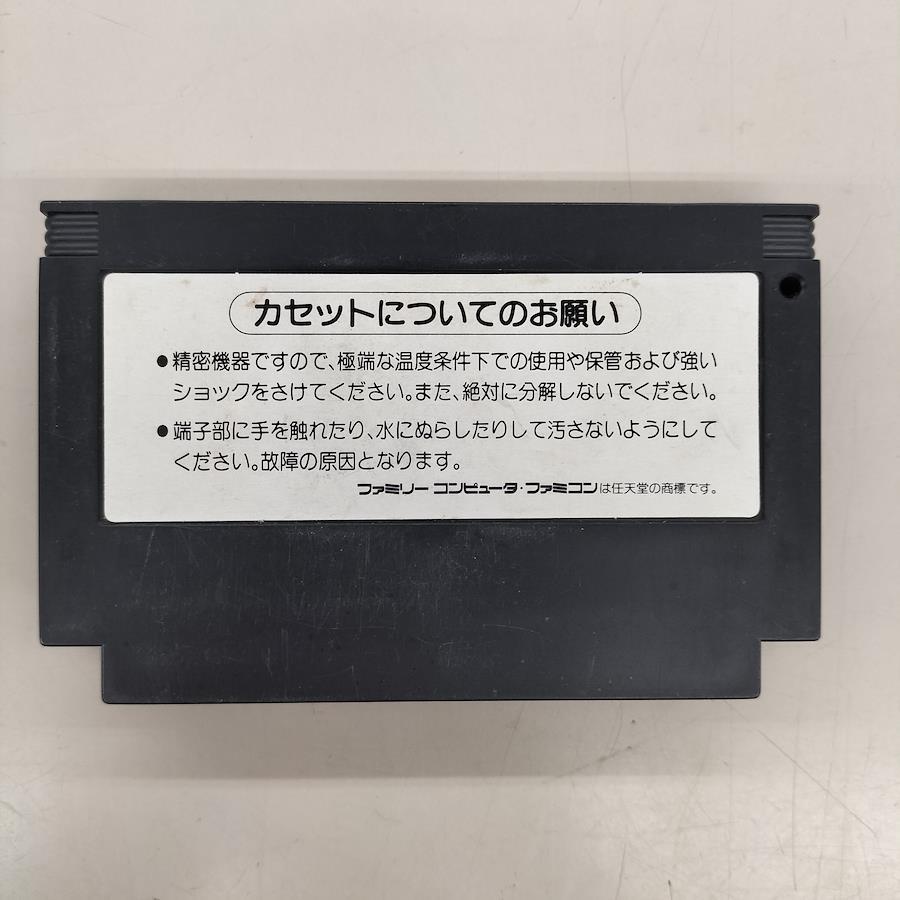 カセットについてのお願い
●精密機器ですので、極端な温度条件下での使用や保管および強い
ショックをさけてください。また、絶対に分解しないでください。
●端子部に手を触れたり、水にぬらしたりして汚さないようにして
ください。故障の原因となります。
ファミリー コンピュータ・ファミコンは任天堂の商標です。